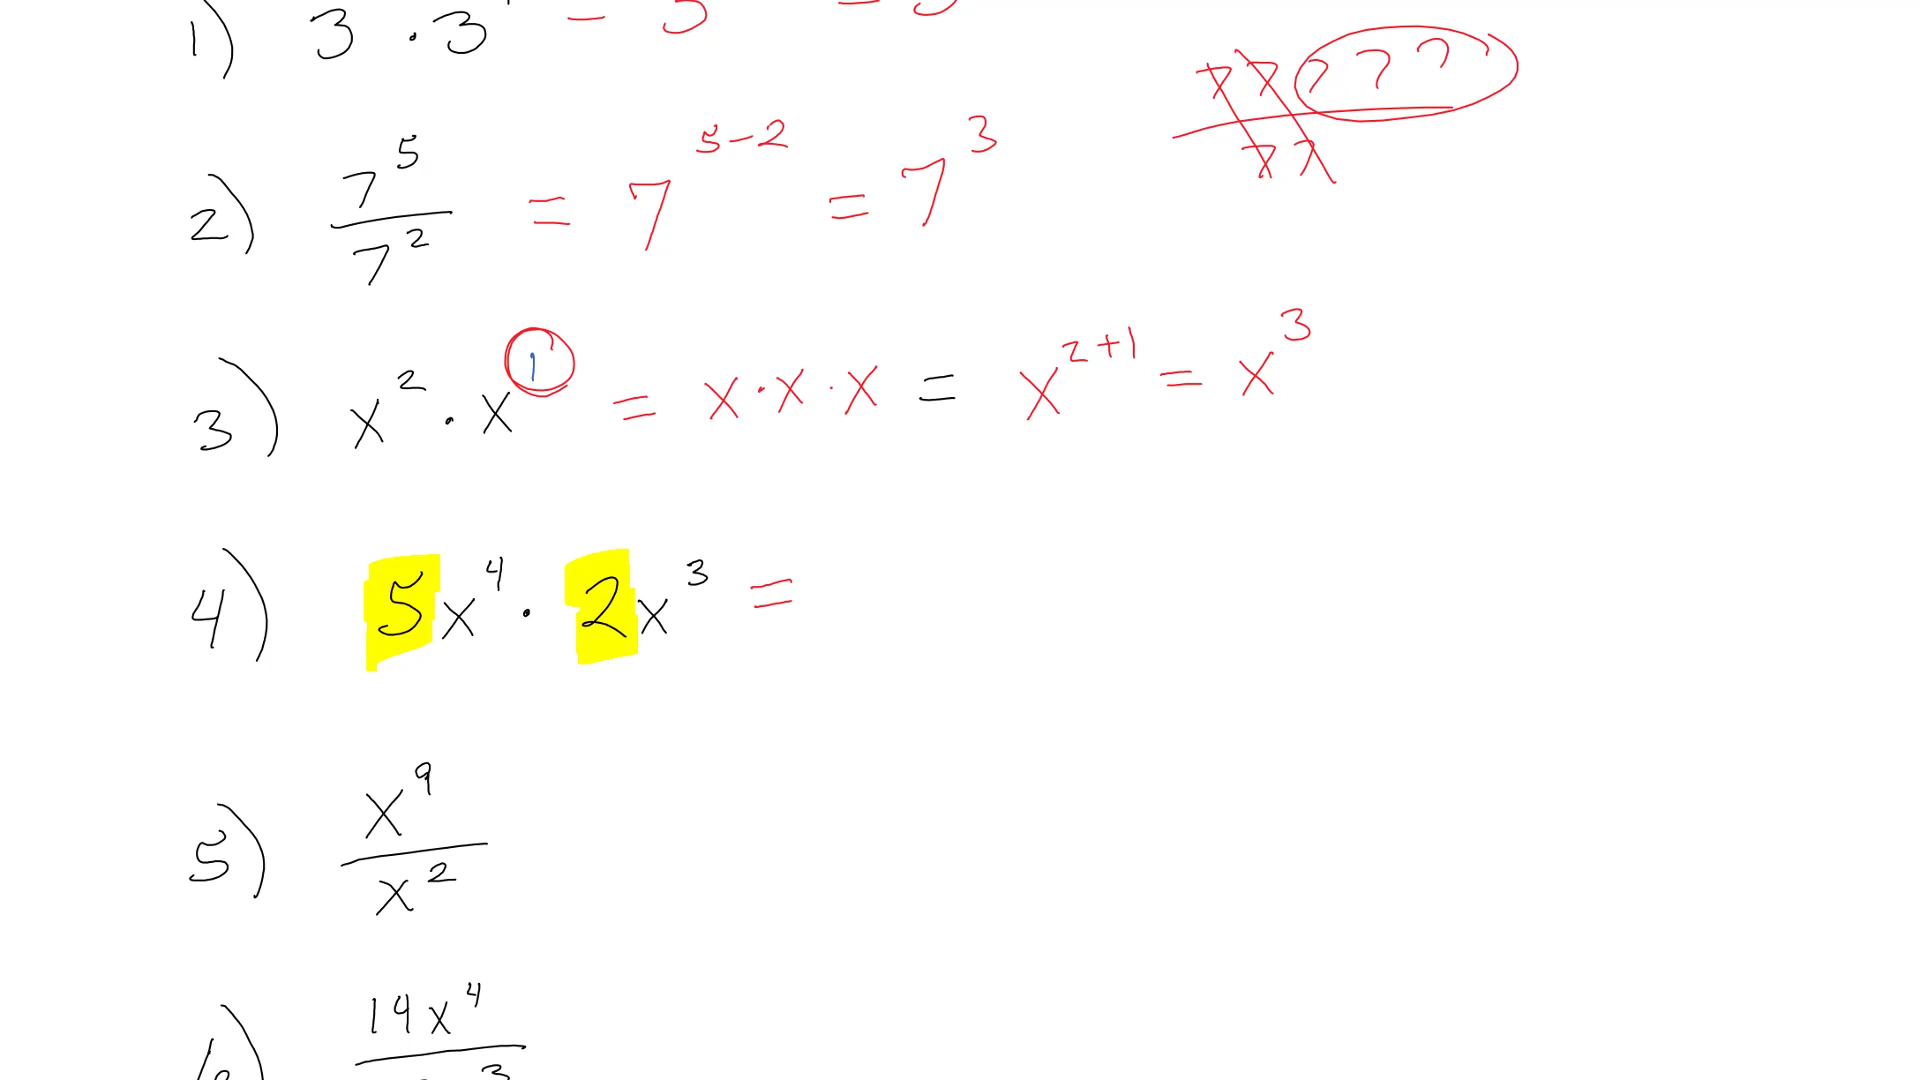 1) 3 · 3
7 7 7 7 7 / 7 7
2) 7^5 / 7^2 = 7^(5-2) = 7^3
3) x^2 · x^1 = x · x · x = x^(2+1) = x^3
4) 5x^4 · 2x^3 =
5) x^9 / x^2
14x^4
3